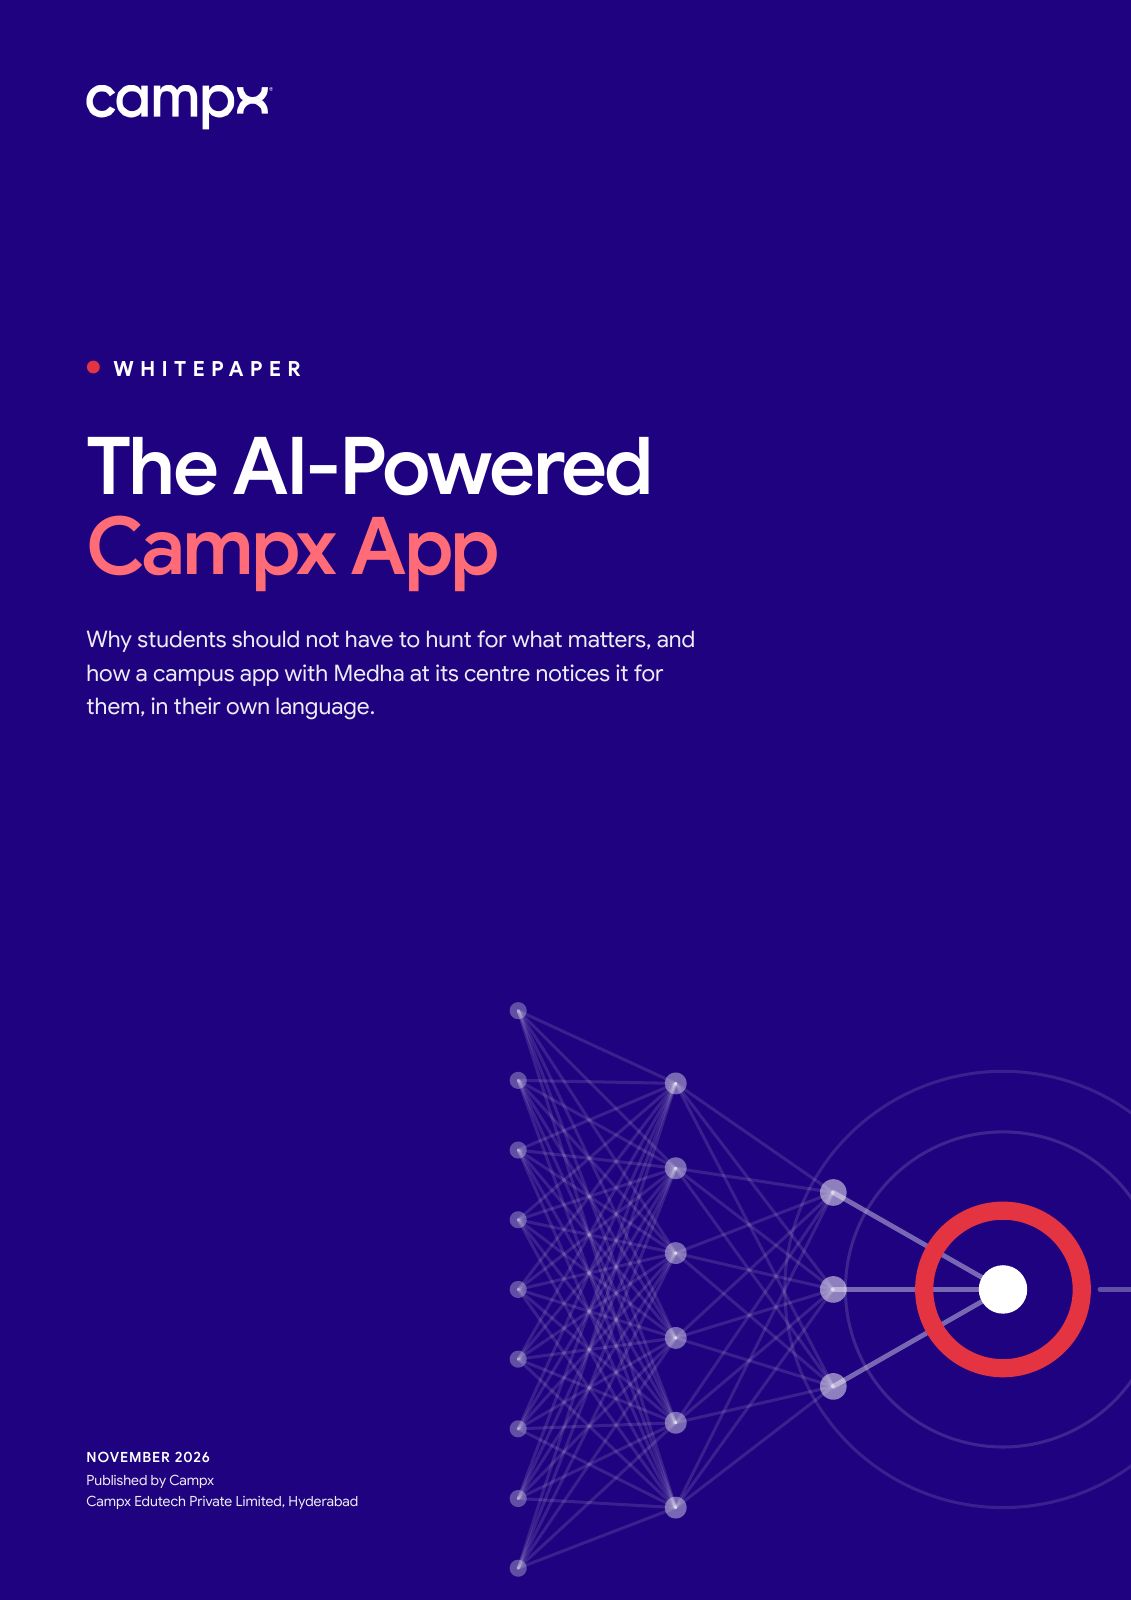 campx
WHITEPAPER
The AI-Powered
Campx App
Why students should not have to hunt for what matters, and
how a campus app with Medha at its centre notices it for
them, in their own language.
NOVEMBER 2026
Published by Campx
Campx Edutech Private Limited, Hyderabad